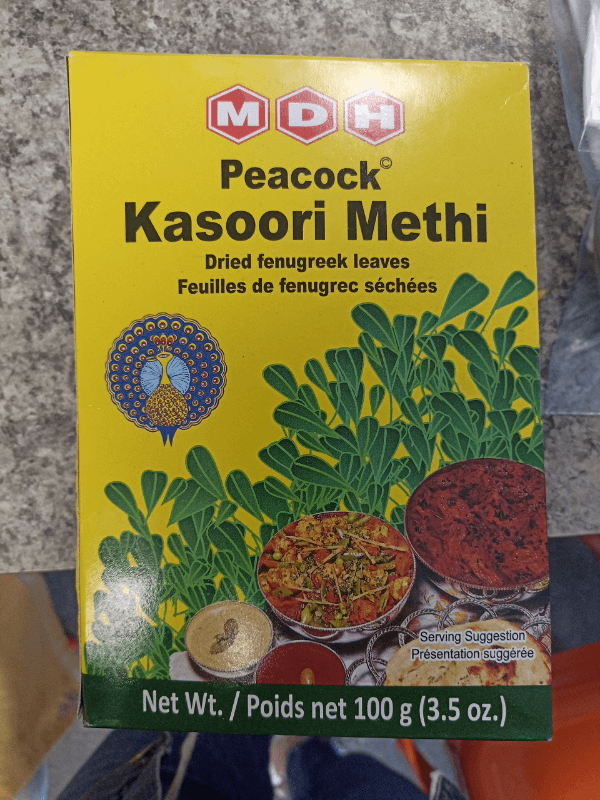 MDH
Peacock©
Kasoori Methi
Dried fenugreek leaves
Feuilles de fenugrec séchées
Serving Suggestion
Présentation suggérée
Net Wt. / Poids net 100 g (3.5 oz.)